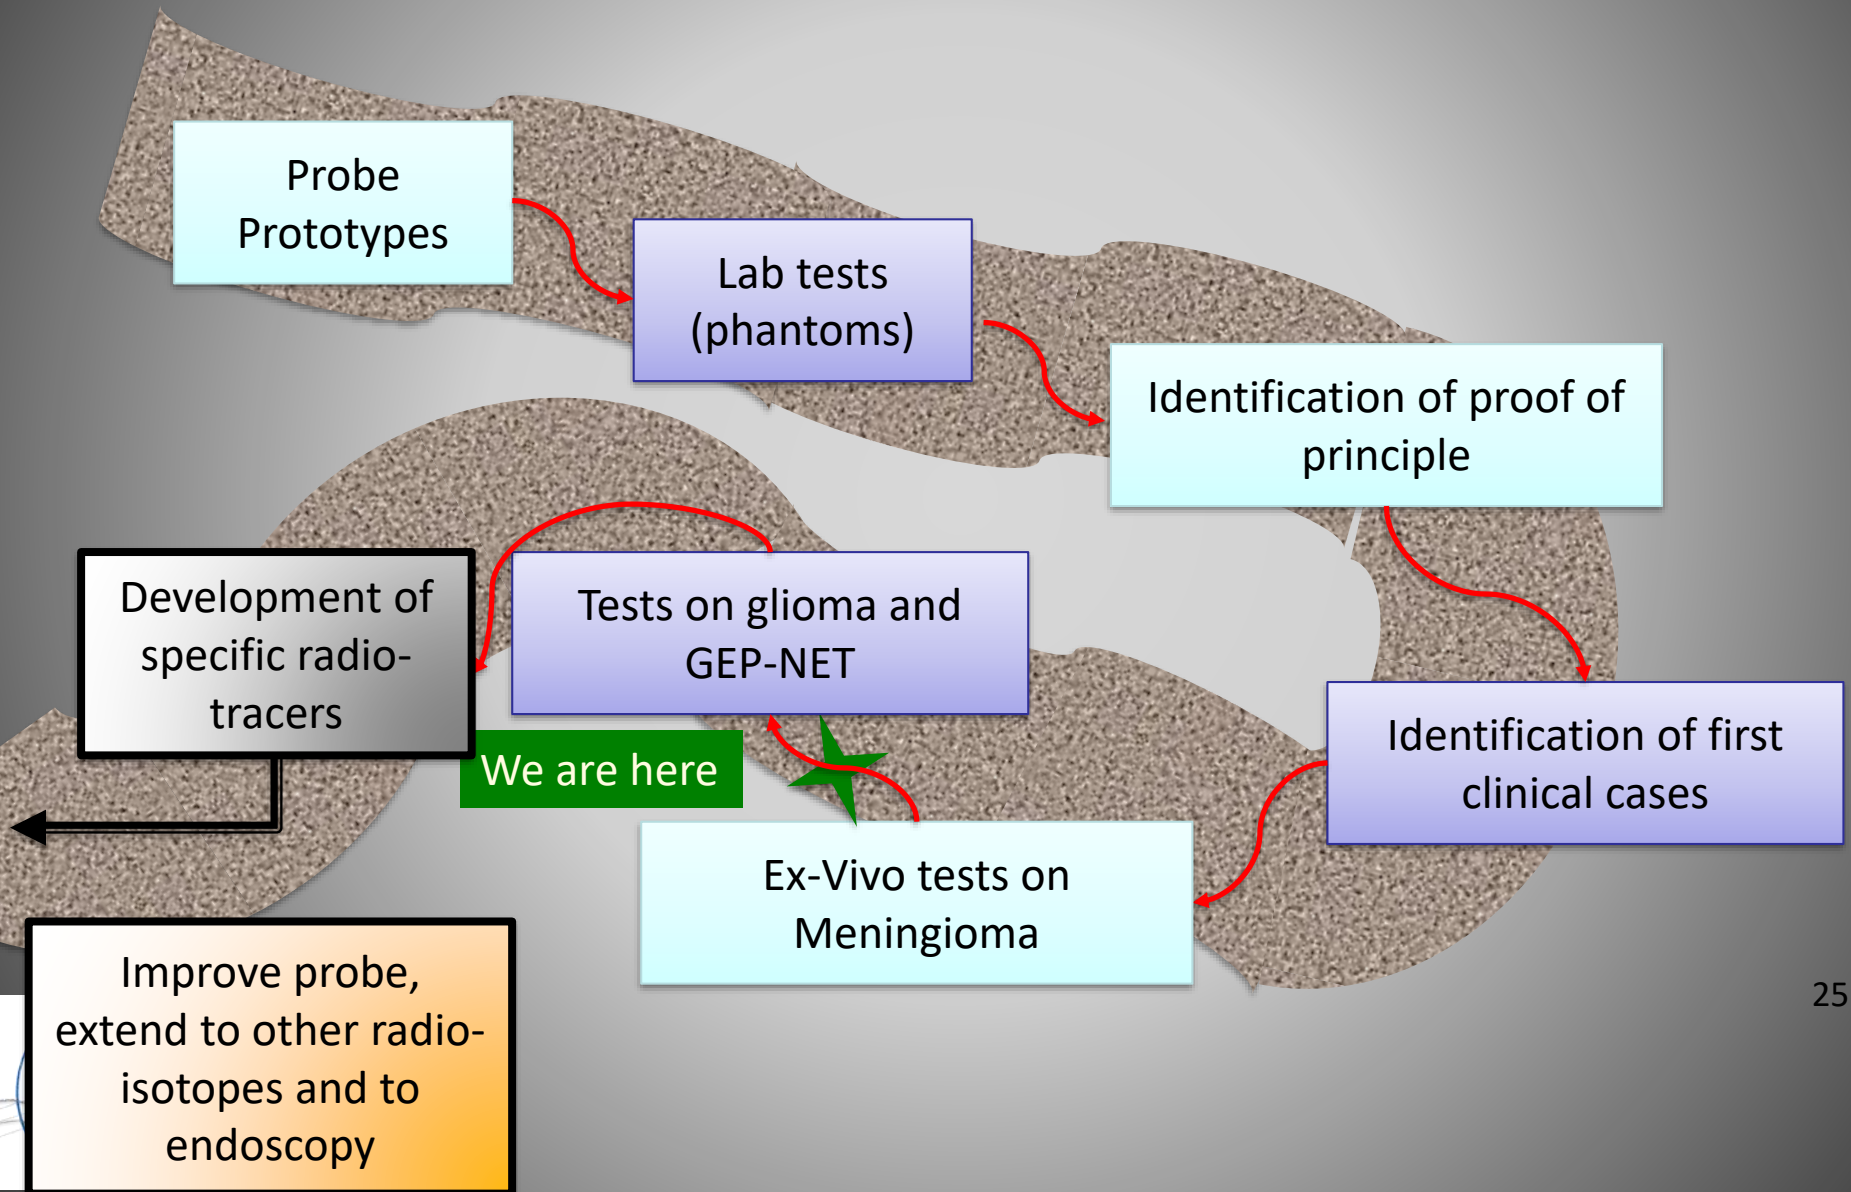 Probe
Prototypes
Lab tests
(phantoms)
Identification of proof of
principle
Development of
specific radio-
tracers
Tests on glioma and
GEP-NET
We are here
Identification of first
clinical cases
Ex-Vivo tests on
Meningioma
Improve probe,
extend to other radio-
isotopes and to
endoscopy
25